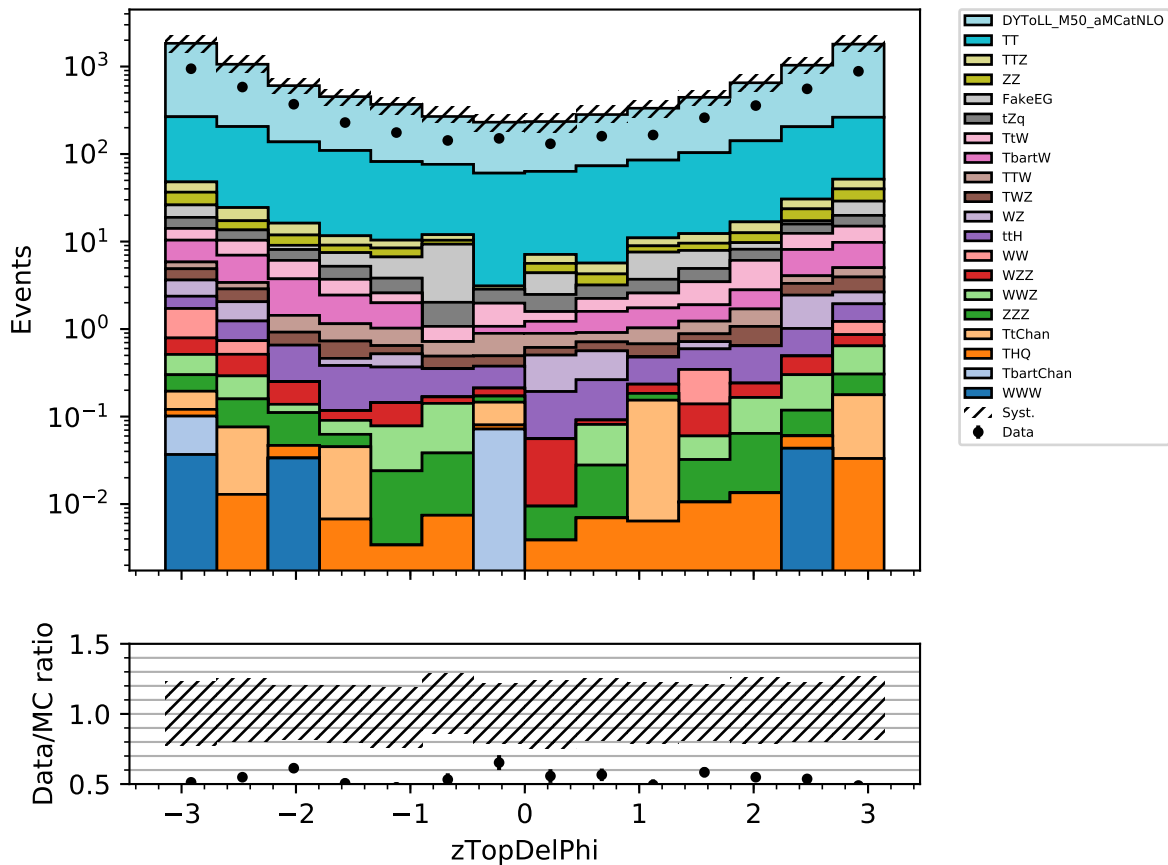 Events
10³
10²
10¹
10⁰
10⁻¹
10⁻²
DYToLL_M50_aMCatNLO
TT
TTZ
ZZ
FakeEG
tZq
TtW
TbartW
TTW
TWZ
WZ
ttH
WW
WZZ
WWZ
ZZZ
TtChan
THQ
TbartChan
WWW
Syst.
Data
Data/MC ratio
1.5
1.0
0.5
−3 −2 −1 0 1 2 3
zTopDelPhi